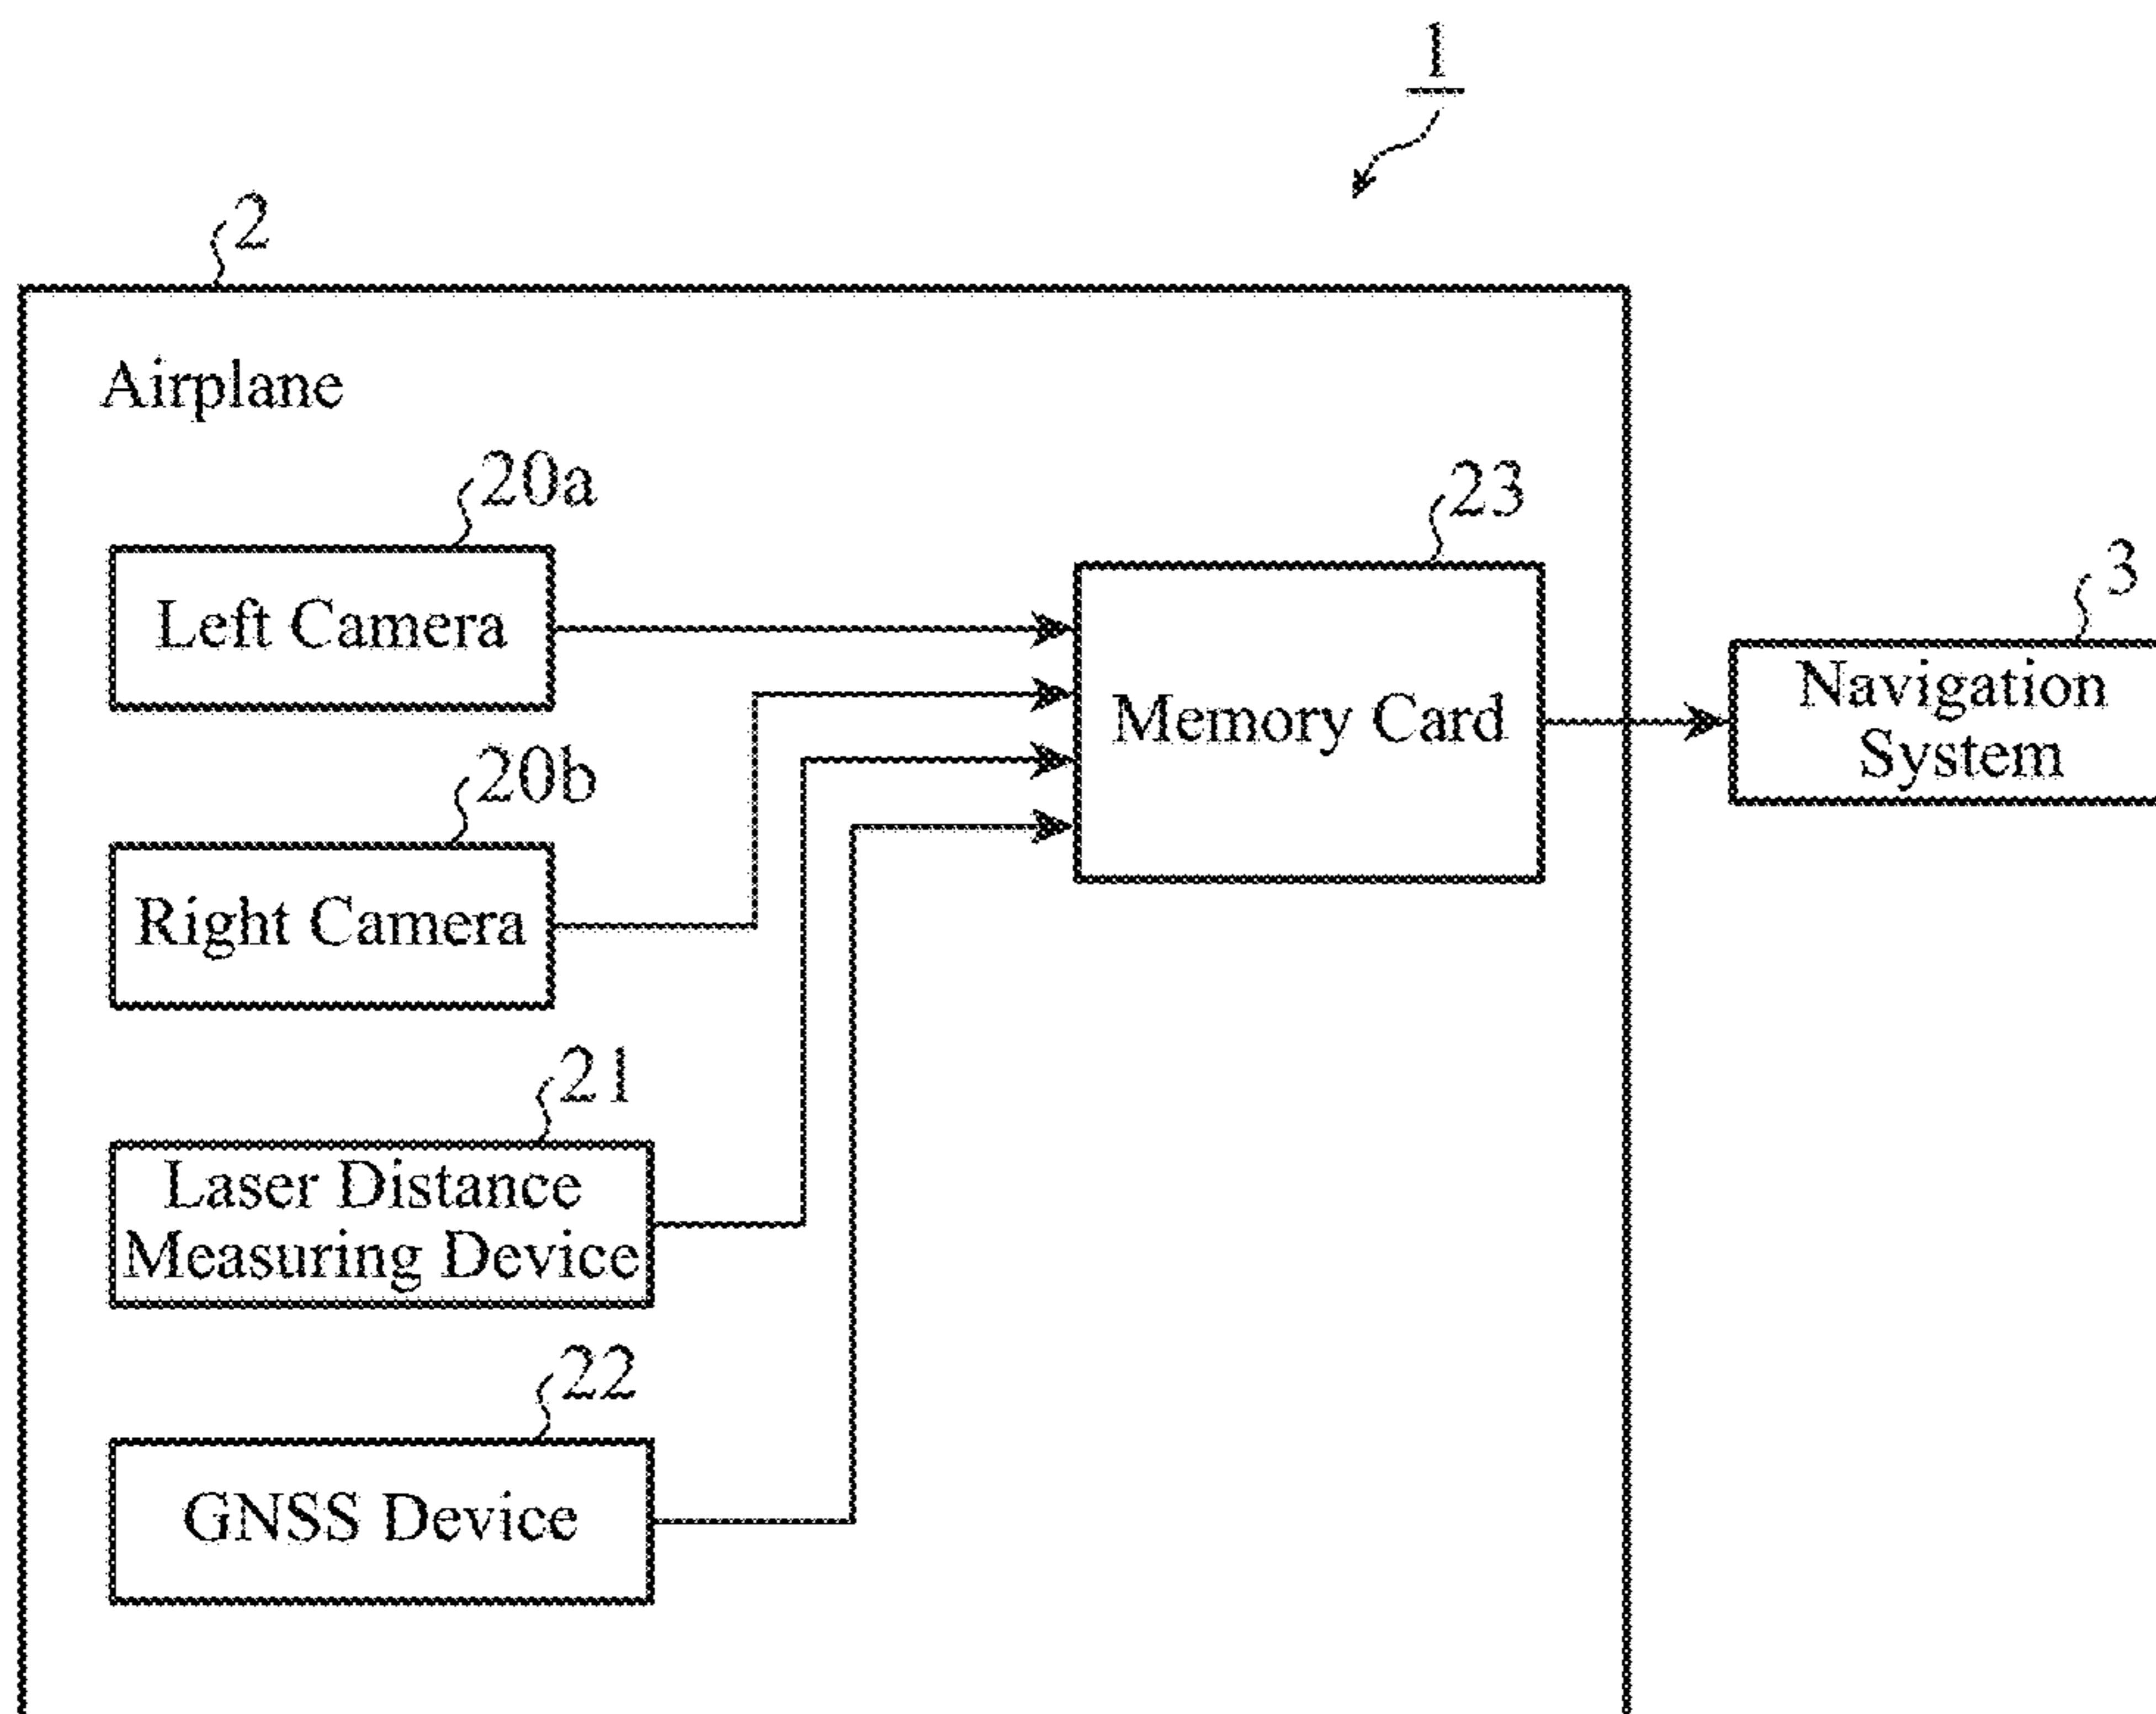 1
2
Airplane
20a
Left Camera
20b
Right Camera
21
Laser Distance
Measuring Device
22
GNSS Device
23
Memory Card
3
Navigation
System